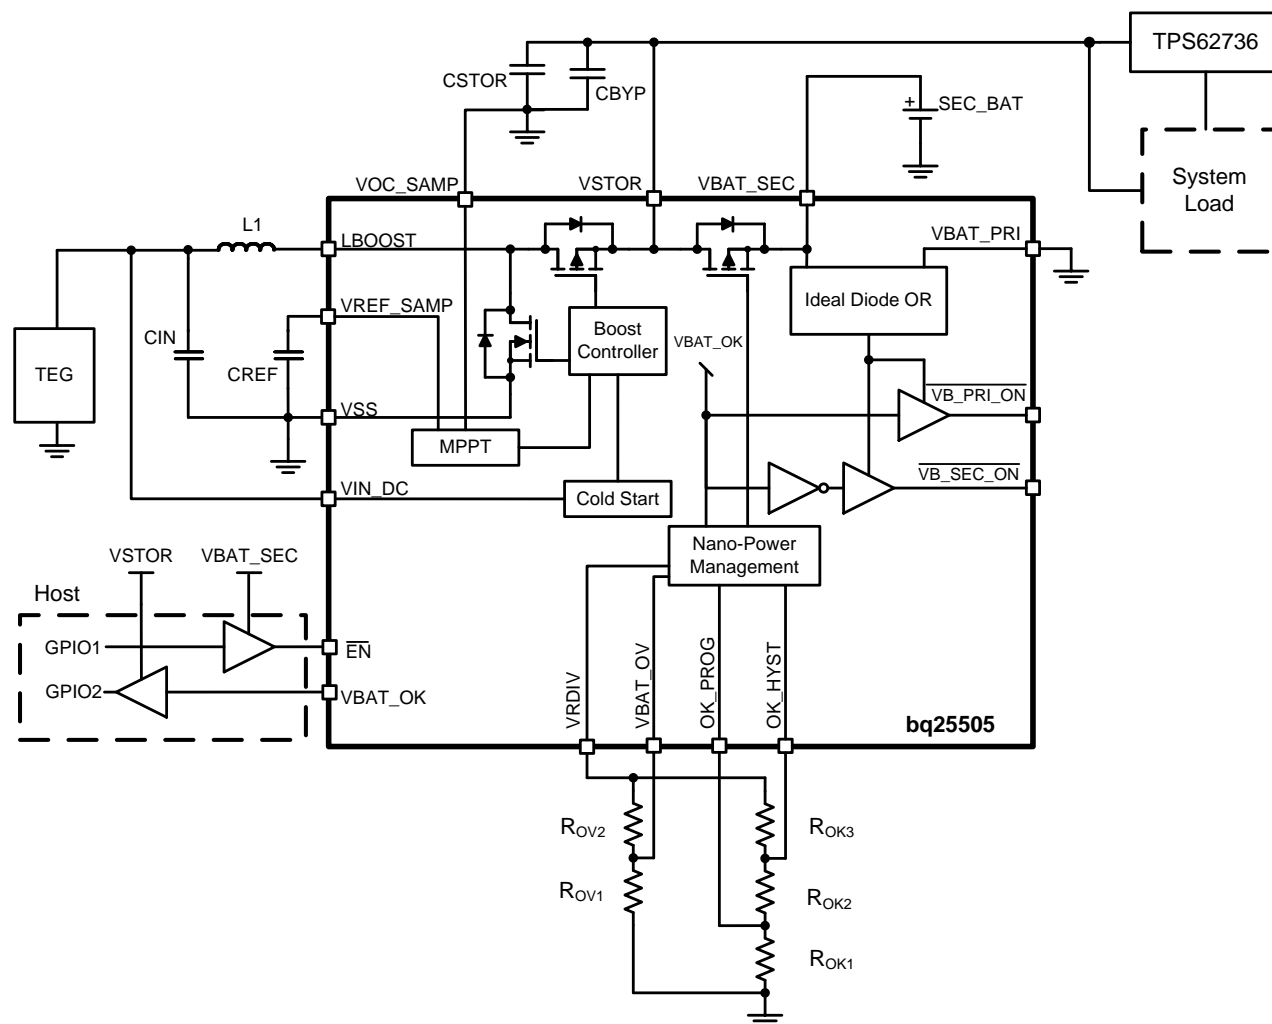 TPS62736
CSTOR
CBYP
+
SEC_BAT
System
Load
VOC_SAMP
VSTOR
VBAT_SEC
L1
LBOOST
VBAT_PRI
Ideal Diode OR
VREF_SAMP
CIN
CREF
TEG
Boost
Controller
VBAT_OK
VB_PRI_ON
VSS
MPPT
VB_SEC_ON
VIN_DC
Cold Start
Nano-Power
Management
VSTOR
VBAT_SEC
Host
GPIO1
EN
GPIO2
VBAT_OK
VRDIV
VBAT_OV
OK_PROG
OK_HYST
bq25505
ROV2
ROK3
ROV1
ROK2
ROK1